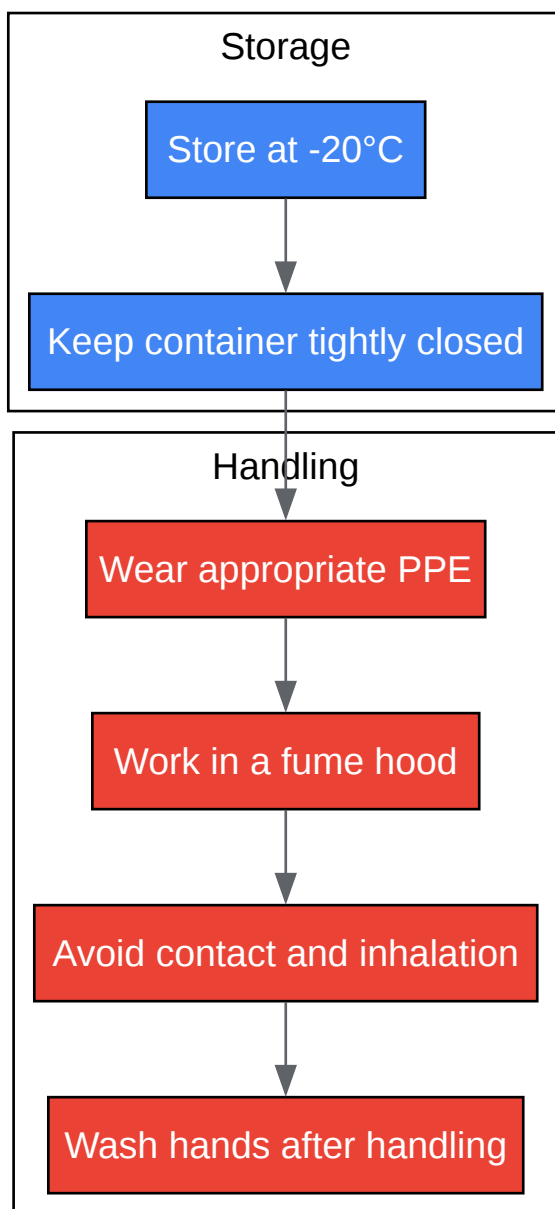 Storage
Store at -20°C
Keep container tightly closed
Handling
Wear appropriate PPE
Work in a fume hood
Avoid contact and inhalation
Wash hands after handling